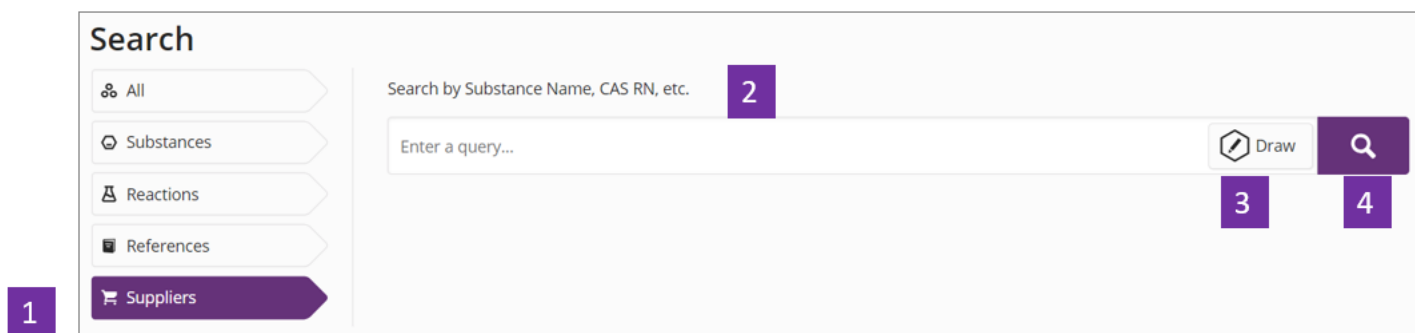 Search
All
Substances
Reactions
References
1
Suppliers
Search by Substance Name, CAS RN, etc.
2
Enter a query...
Draw
3
4